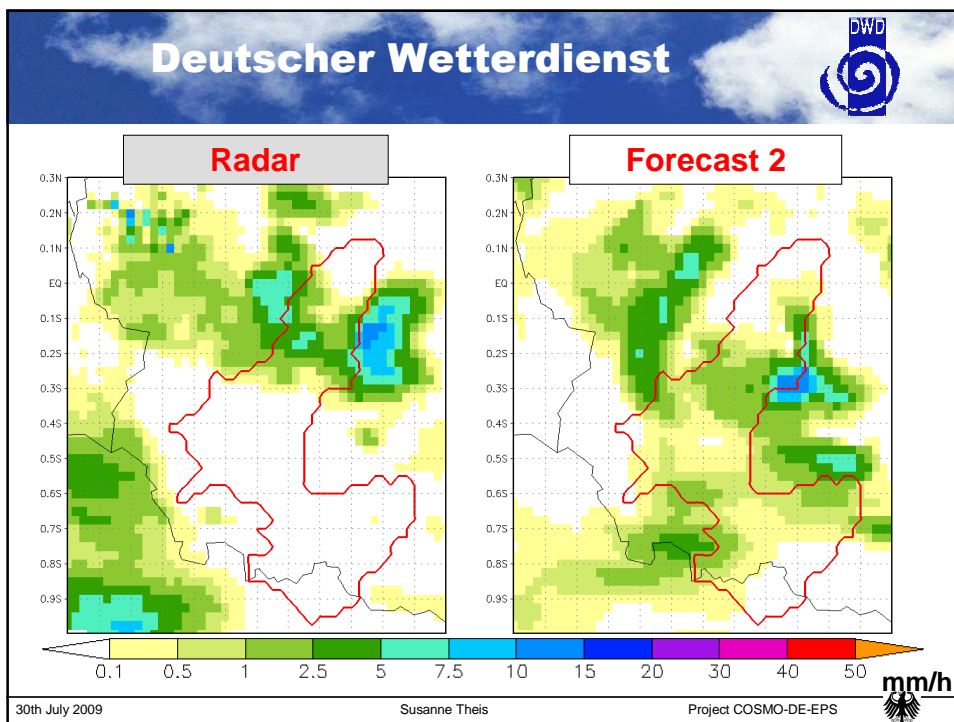 Deutscher Wetterdienst
DWD
Radar
Forecast 2
0.3N
0.2N
0.1N
EQ
0.1S
0.2S
0.3S
0.4S
0.5S
0.6S
0.7S
0.8S
0.9S
0.3N
0.2N
0.1N
EQ
0.1S
0.2S
0.3S
0.4S
0.5S
0.6S
0.7S
0.8S
0.9S
0.1 0.5 1 2.5 5 7.5 10 15 20 30 40 50
mm/h
30th July 2009 Susanne Theis Project COSMO-DE-EPS